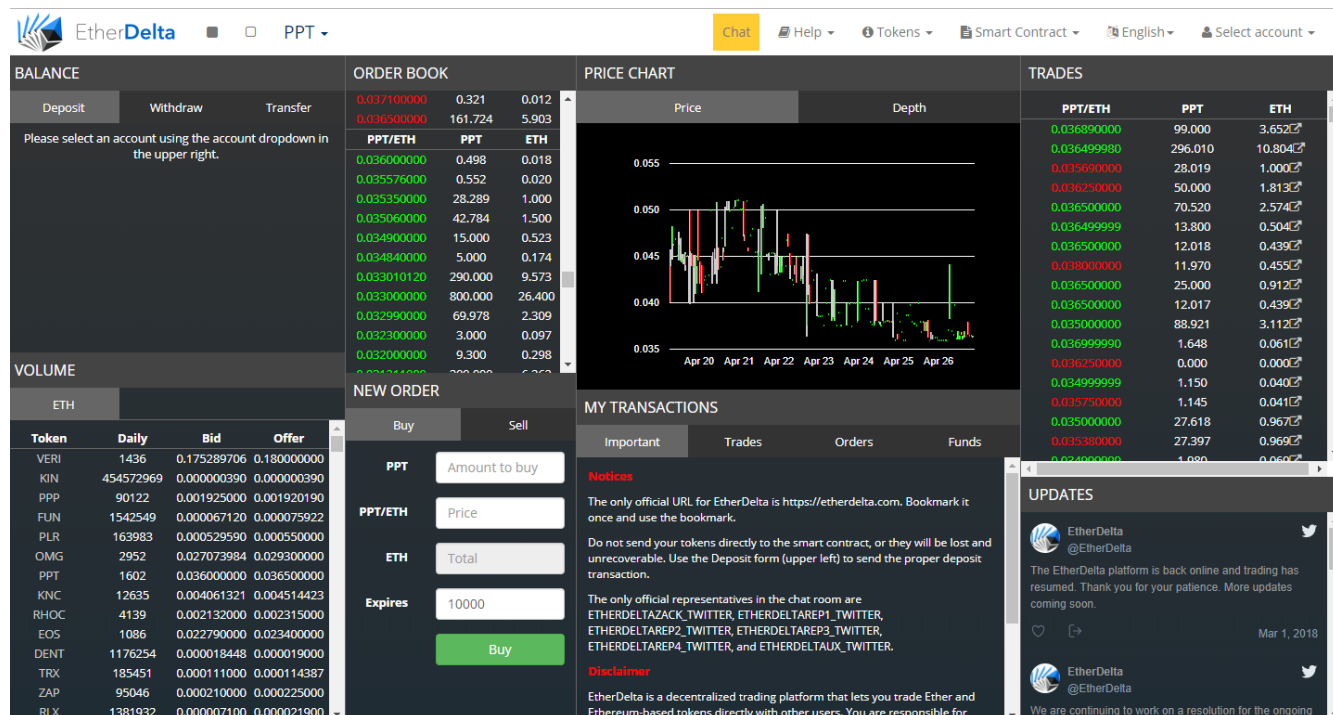 EtherDelta PPT Chat Help Tokens Smart Contract English Select account
BALANCE
Deposit Withdraw Transfer
Please select an account using the account dropdown in
the upper right.
VOLUME
ETH
Token Daily Bid Offer
VERI 1436 0.175289706 0.180000000
KIN 454572969 0.000000390 0.000000390
PPP 90122 0.001925000 0.001920190
FUN 1542549 0.000067120 0.000075922
PLR 163983 0.000529590 0.000550000
OMG 2952 0.027073984 0.029300000
PPT 1602 0.036000000 0.036500000
KNC 12635 0.004061321 0.004514423
RHOC 4139 0.002132000 0.002315000
EOS 1086 0.022790000 0.023400000
DENT 1176254 0.000018448 0.000019000
TRX 185451 0.000111000 0.000114387
ZAP 95046 0.000210000 0.000225000
RLX 1381932 0.000007100 0.000021900
ORDER BOOK
0.037100000 0.321 0.012
0.036500000 161.724 5.903
PPT/ETH PPT ETH
0.036000000 0.498 0.018
0.035576000 0.552 0.020
0.035350000 28.289 1.000
0.035060000 42.784 1.500
0.034900000 15.000 0.523
0.034840000 5.000 0.174
0.033010120 290.000 9.573
0.033000000 800.000 26.400
0.032990000 69.978 2.309
0.032300000 3.000 0.097
0.032000000 9.300 0.298
NEW ORDER
Buy Sell
PPT Amount to buy
PPT/ETH Price
ETH Total
Expires 10000
Buy
PRICE CHART
Price Depth
0.055
0.050
0.045
0.040
0.035
Apr 20 Apr 21 Apr 22 Apr 23 Apr 24 Apr 25 Apr 26
MY TRANSACTIONS
Important Trades Orders Funds
Notices
The only official URL for EtherDelta is https://etherdelta.com. Bookmark it
once and use the bookmark.
Do not send your tokens directly to the smart contract, or they will be lost and
unrecoverable. Use the Deposit form (upper left) to send the proper deposit
transaction.
The only official representatives in the chat room are
ETHERDELTAZACK_TWITTER, ETHERDELTAREP1_TWITTER,
ETHERDELTAREP2_TWITTER, ETHERDELTAREP3_TWITTER,
ETHERDELTAREP4_TWITTER, and ETHERDELTAUX_TWITTER.
Disclaimer
EtherDelta is a decentralized trading platform that lets you trade Ether and
Ethereum-based tokens directly with other users. You are responsible for
TRADES
PPT/ETH PPT ETH
0.036890000 99.000 3.652
0.036499980 296.010 10.804
0.035690000 28.019 1.000
0.036250000 50.000 1.813
0.036500000 70.520 2.574
0.036499999 13.800 0.504
0.036500000 12.018 0.439
0.038000000 11.970 0.455
0.036500000 25.000 0.912
0.036500000 12.017 0.439
0.035000000 88.921 3.112
0.036999990 1.648 0.061
0.036250000 0.000 0.000
0.034999999 1.150 0.040
0.035750000 1.145 0.041
0.035000000 27.618 0.967
0.035380000 27.397 0.969
UPDATES
EtherDelta
@EtherDelta
The EtherDelta platform is back online and trading has
resumed. Thank you for your patience. More updates
coming soon.
Mar 1, 2018
EtherDelta
@EtherDelta
We are continuing to work on a resolution for the ongoing